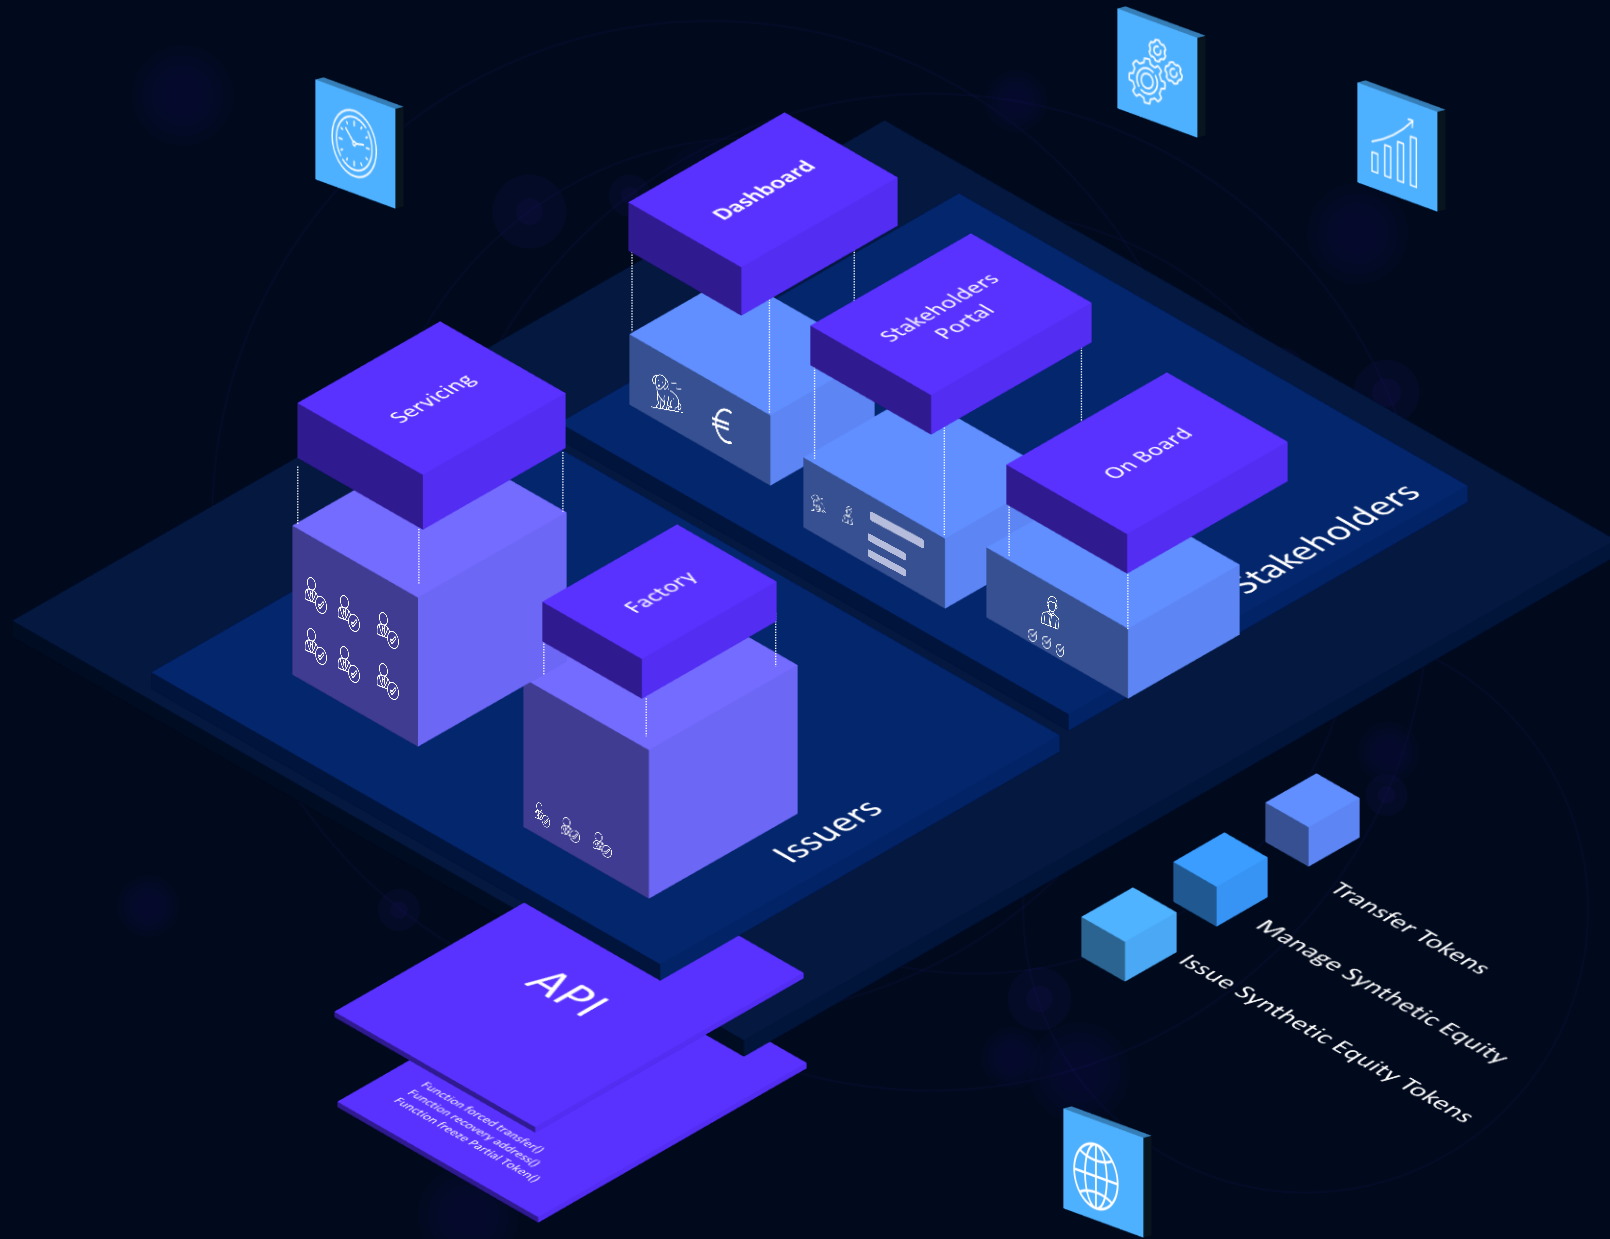 Dashboard
Stakeholders
Portal
Servicing
On Board
Factory
Stakeholders
Issuers
API
Function forced transfer()
Function recovery address()
Function freeze Partial Token()
Transfer Tokens
Manage Synthetic Equity
Issue Synthetic Equity Tokens
€